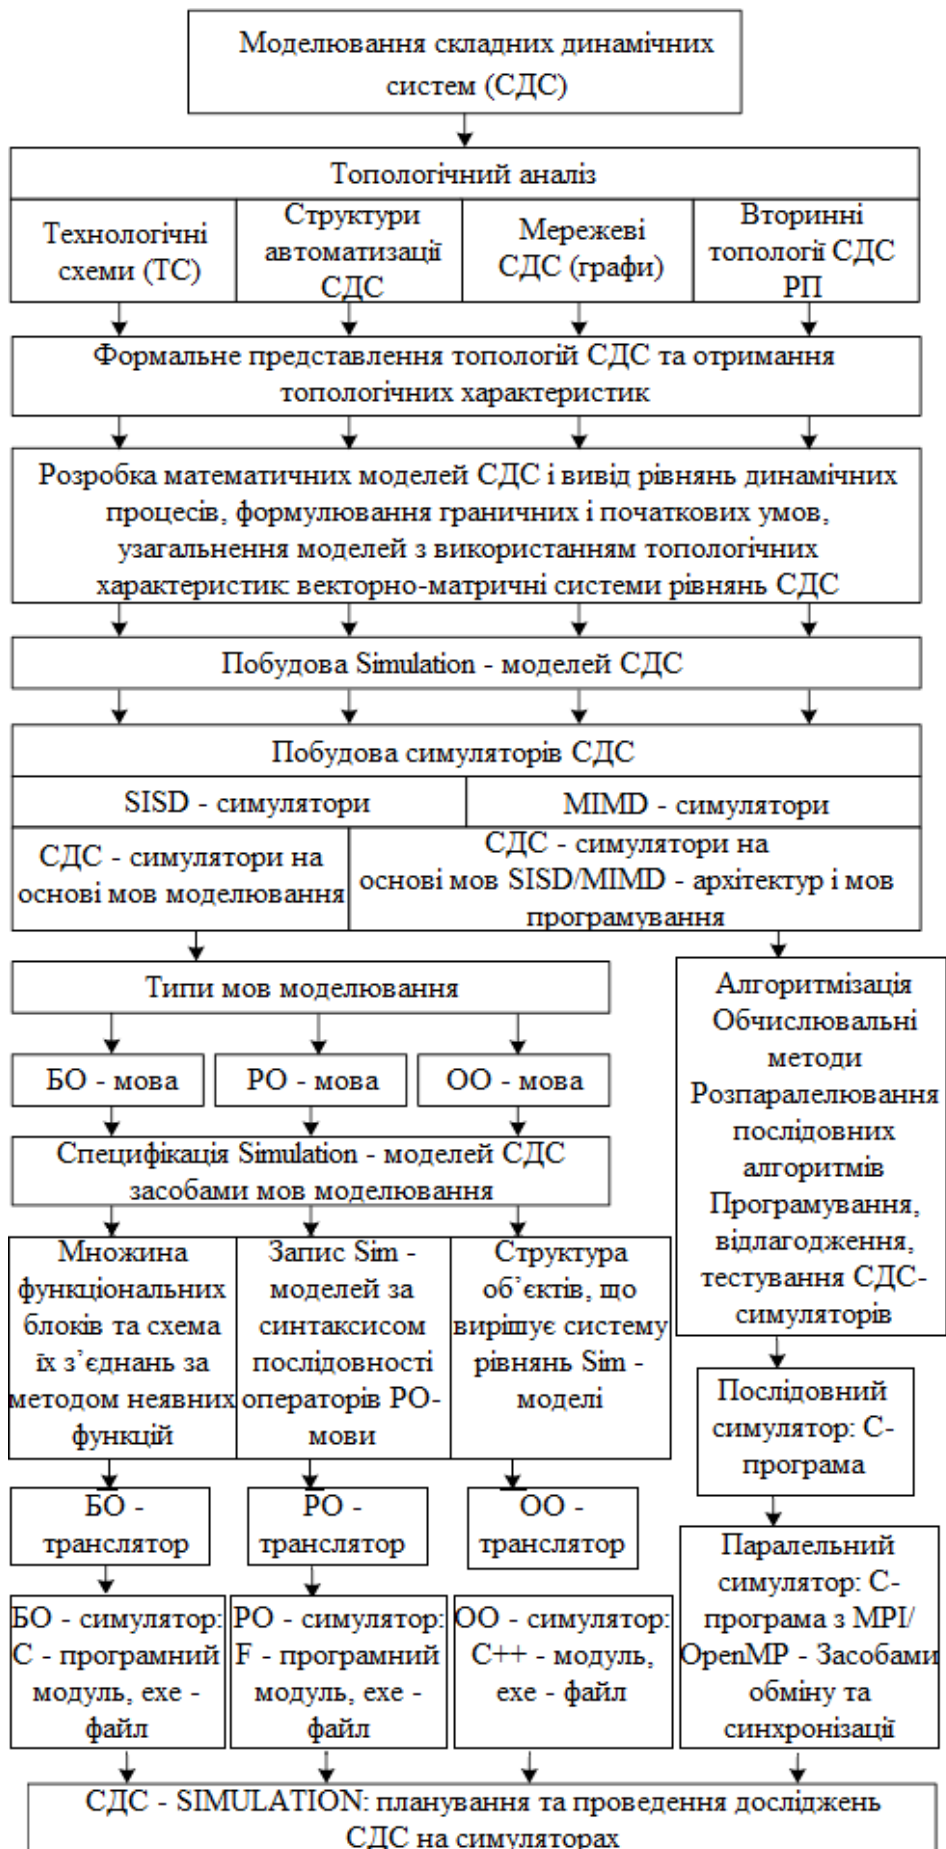 Моделювання складних динамічних
систем (СДС)
Топологічний аналіз
Технологічні
схеми (ТС)
Структури
автоматизації
СДС
Мережеві
СДС (графи)
Вторинні
топології СДС
РП
Формальне представлення топологій СДС та отримання
топологічних характеристик
Розробка математичних моделей СДС і вивід рівнянь динамічних
процесів, формулювання граничних і початкових умов,
узагальнення моделей з використанням топологічних
характеристик: векторно-матричні системи рівнянь СДС
Побудова Simulation - моделей СДС
Побудова симуляторів СДС
SISD - симулятори
MIMD - симулятори
СДС - симулятори на
основі мов моделювання
СДС - симулятори на
основі мов SISD/MIMD - архітектур і мов
програмування
Типи мов моделювання
БО - мова
РО - мова
ОО - мова
Специфікація Simulation - моделей СДС
засобами мов моделювання
Множина
функціональних
блоків та схема
їх з’єднань за
методом неявних
функцій
Запис Sim -
моделей за
синтаксисом
послідовності
операторів РО-
мови
Структура
об’єктів, що
вирішує систему
рівнянь Sim -
моделі
БО -
транслятор
РО -
транслятор
ОО -
транслятор
БО - симулятор:
С - програмний
модуль, exe -
файл
РО - симулятор:
F - програмний
модуль, exe -
файл
ОО - симулятор:
С++ - модуль,
exe - файл
Алгоритмізація
Обчислювальні
методи
Розпаралелювання
послідовних
алгоритмів
Програмування,
відлагодження,
тестування СДС-
симуляторів
Послідовний
симулятор: С-
програма
Паралельний
симулятор: С-
програма з MPI/
OpenMP - Засобами
обміну та
синхронізації
СДС - SIMULATION: планування та проведення досліджень
СДС на симуляторах